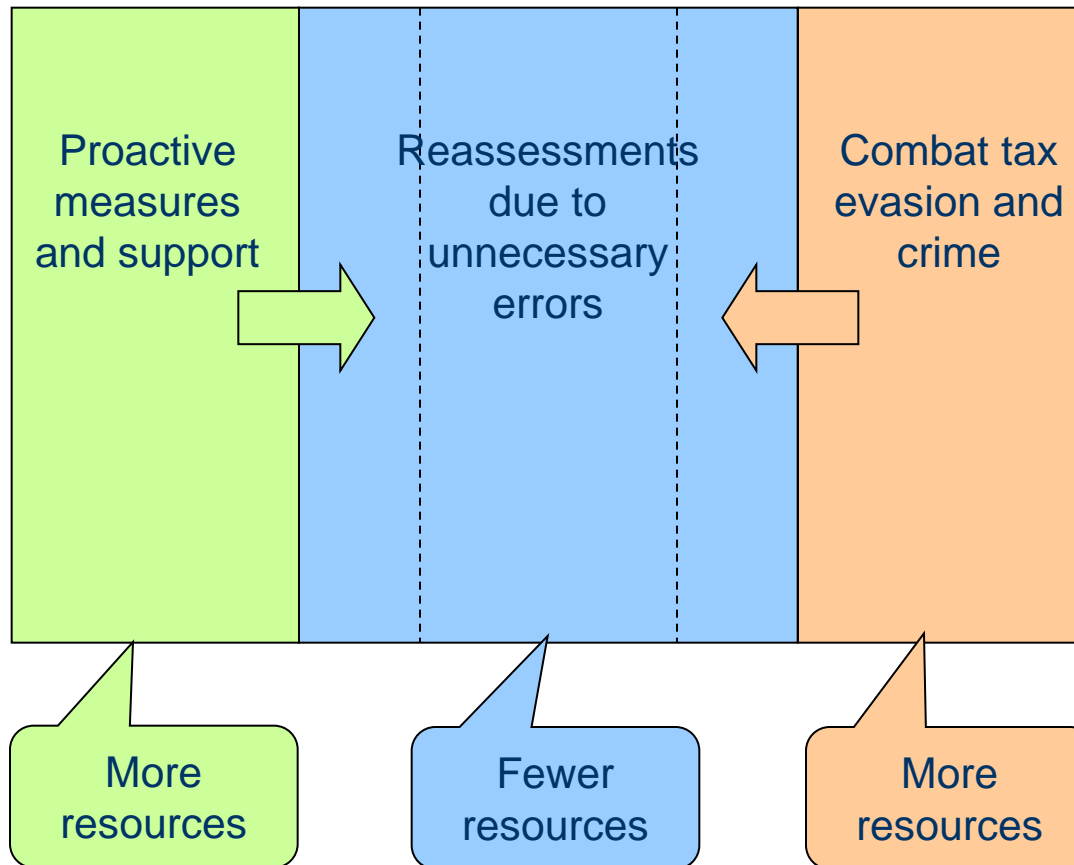 Proactive
measures
and support
Reassessments
due to
unnecessary
errors
Combat tax
evasion and
crime
More
resources
Fewer
resources
More
resources